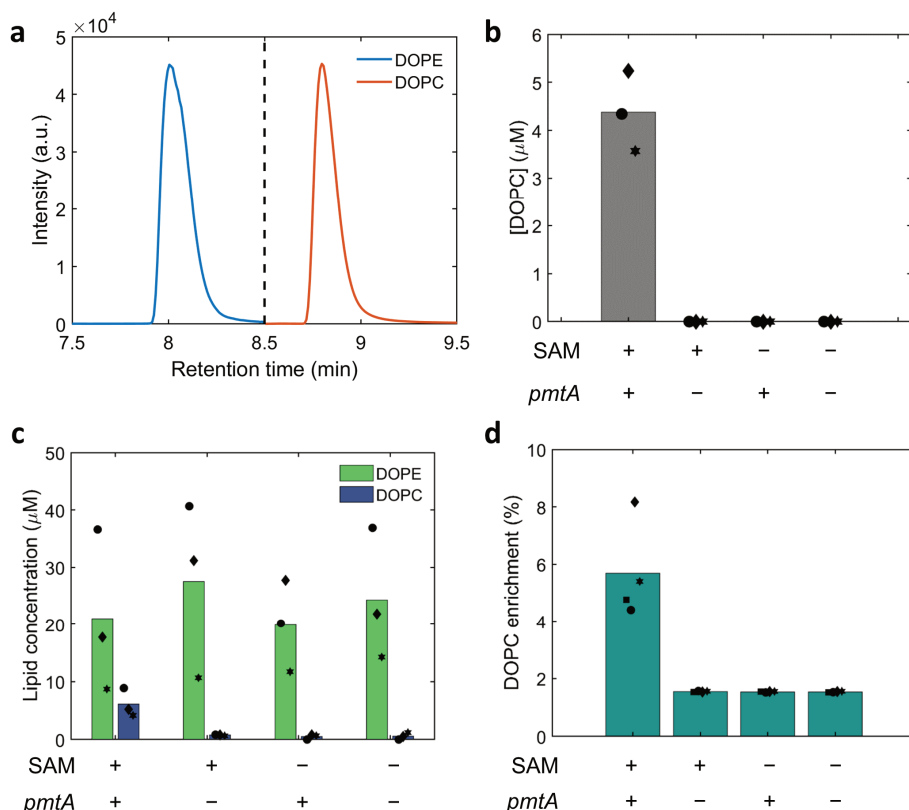 a
×10⁴
5
4
3
2
1
0
Intensity (a.u.)
7.5 8 8.5 9 9.5
Retention time (min)
DOPE
DOPC
b
6
5
4
3
2
1
0
[DOPC] (μM)
SAM + + − −
pmtA + − + −
c
50
40
30
20
10
0
Lipid concentration (μM)
DOPE
DOPC
SAM + + − −
pmtA + − + −
d
10
8
6
4
2
0
DOPC enrichment (%)
SAM + + − −
pmtA + − + −